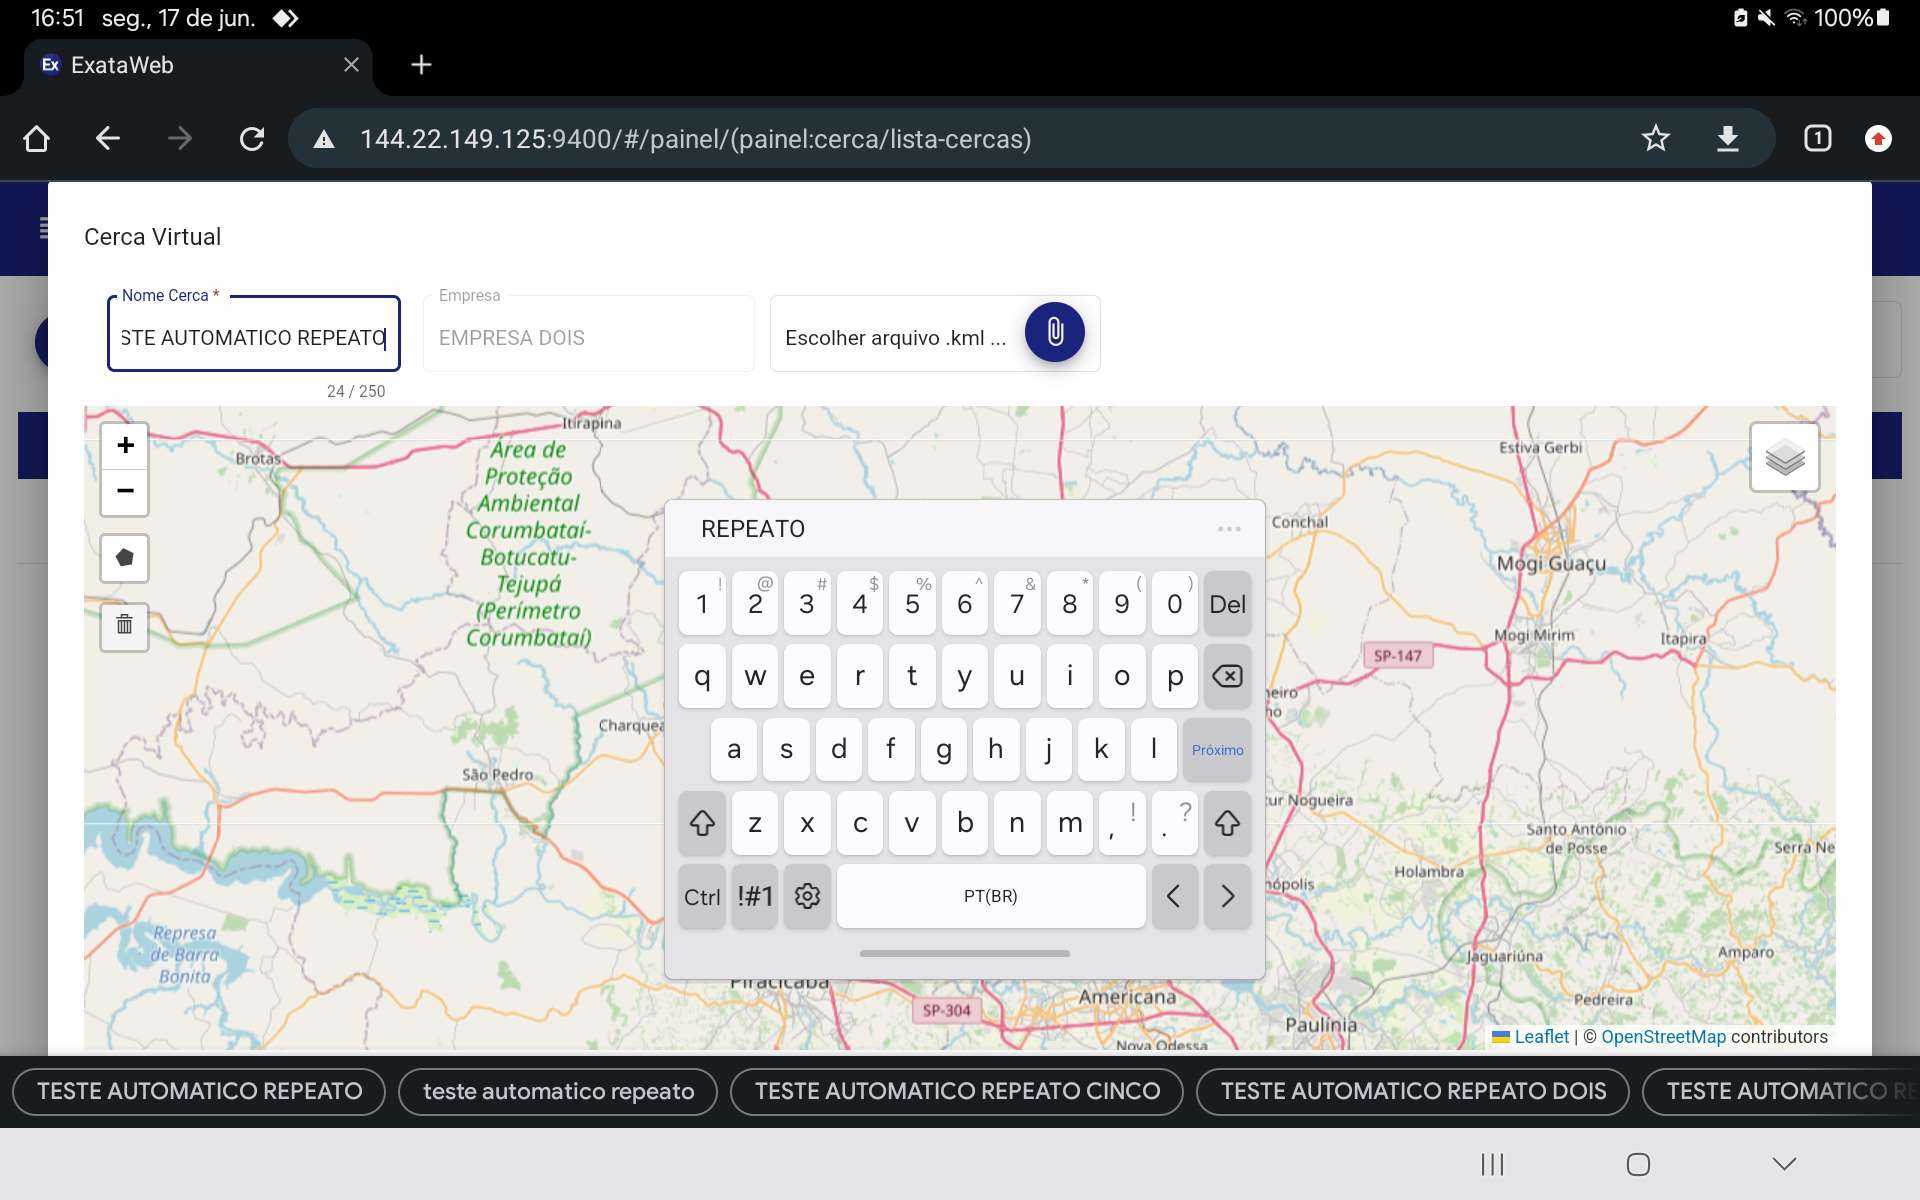 16:51 seg., 17 de jun.
100%
Ex ExataWeb
144.22.149.125:9400/#/painel/(painel:cerca/lista-cercas)
1
Cerca Virtual
Nome Cerca *
STE AUTOMATICO REPEATO
24 / 250
Empresa
EMPRESA DOIS
Escolher arquivo .kml ...
+
−
Itirapina
Brotas
Área de
Proteção
Ambiental
Corumbataí-
Botucatu-
Tejupá
(Perímetro
Corumbataí)
Estiva Gerbi
Conchal
Mogi Guaçu
Mogi Mirim
Itapira
SP-147
Charquea
São Pedro
neiro
ho
tur Nogueira
Santo Antônio
de Posse
Serra Ne
Holambra
nópolis
Represa
de Barra
Bonita
Jaguariúna
Amparo
Piracicaba
SP-304
Americana
Pedreira
Paulínia
Nova Odessa
Leaflet | © OpenStreetMap contributors
REPEATO
! @ # $ % ^ & * ( )
1 2 3 4 5 6 7 8 9 0 Del
q w e r t y u i o p
a s d f g h j k l Próximo
z x c v b n m , ! . ?
Ctrl !#1 PT(BR) < >
TESTE AUTOMATICO REPEATO
teste automatico repeato
TESTE AUTOMATICO REPEATO CINCO
TESTE AUTOMATICO REPEATO DOIS
TESTE AUTOMATICO RE